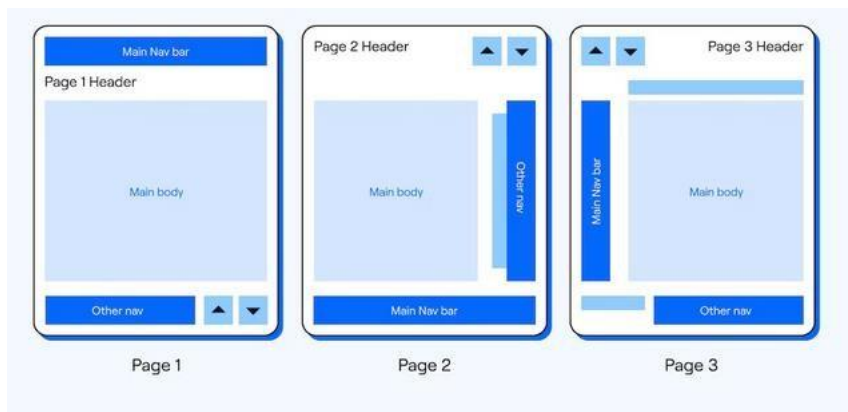 Main Nav bar
Page 1 Header
Main body
Other nav
Page 1
Page 2 Header
Main body
Other nav
Main Nav bar
Page 2
Page 3 Header
Main Nav bar
Main body
Other nav
Page 3